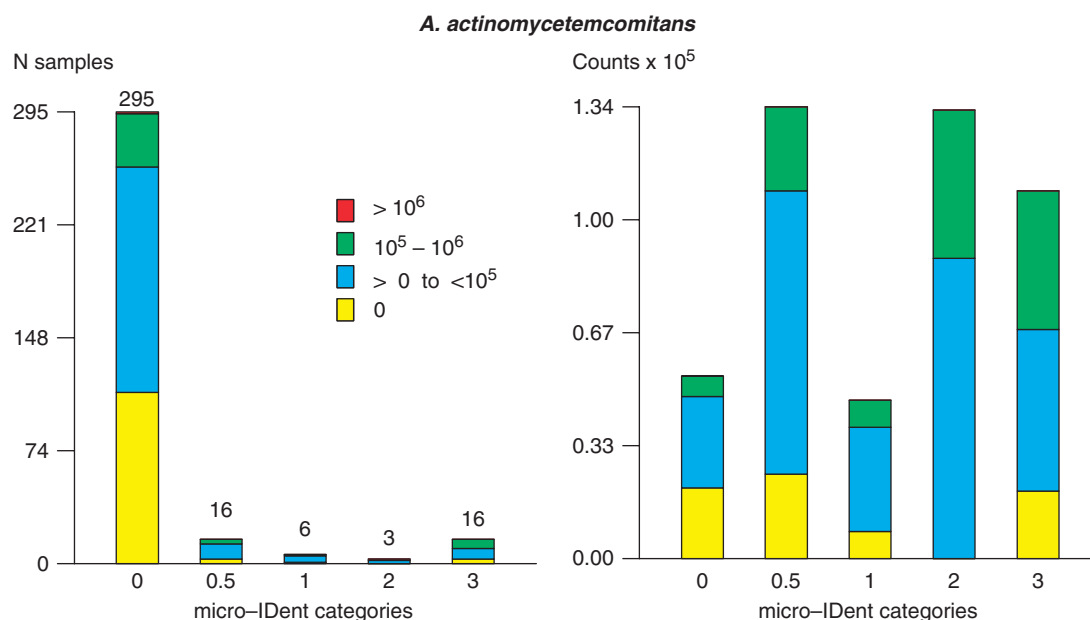 A. actinomycetemcomitans
N samples
295
221
148
74
0
295
16
6
3
16
> 10⁶
10⁵ – 10⁶
> 0 to <10⁵
0
0 0.5 1 2 3
micro–IDent categories
Counts x 10⁵
1.34
1.00
0.67
0.33
0.00
0 0.5 1 2 3
micro–IDent categories